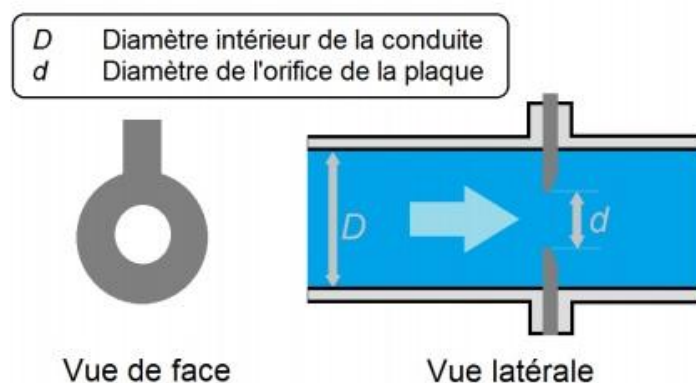 D Diamètre intérieur de la conduite
d Diamètre de l'orifice de la plaque
D
d
Vue de face
Vue latérale